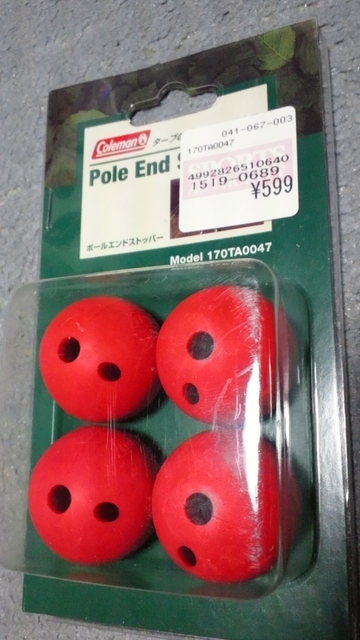 Coleman
タープ
Pole End S
ポールエンドストッパー
Model 170TA0047
041-067-003
170TA0047
SPORTS
4992826510640
1519-0689
¥599